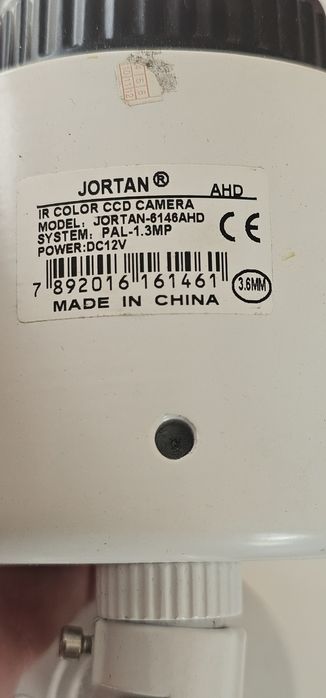 JORTAN® AHD
IR COLOR CCD CAMERA
MODEL: JORTAN-6146AHD
SYSTEM: PAL-1.3MP
POWER:DC12V
CE
7 892016 161461
3.6MM
MADE IN CHINA